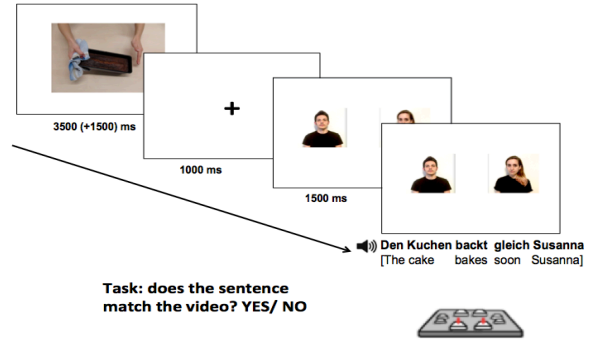 3500 (+1500) ms
1000 ms
1500 ms
Den Kuchen backt gleich Susanna
[The cake bakes soon Susanna]
Task: does the sentence
match the video? YES/ NO